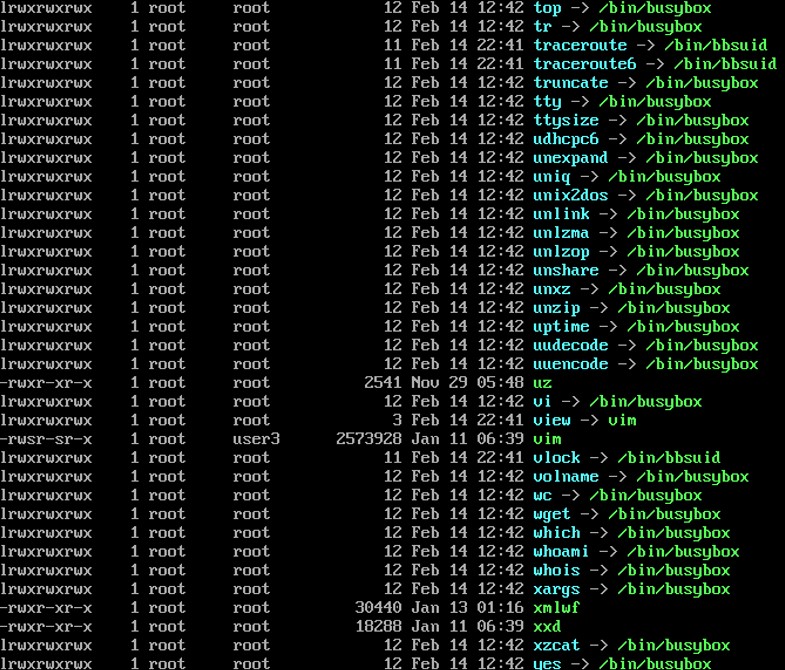 lrwxrwxrwx 1 root root 12 Feb 14 12:42 top -> /bin/busybox
lrwxrwxrwx 1 root root 12 Feb 14 12:42 tr -> /bin/busybox
lrwxrwxrwx 1 root root 11 Feb 14 22:41 traceroute -> /bin/bbsuid
lrwxrwxrwx 1 root root 11 Feb 14 22:41 traceroute6 -> /bin/bbsuid
lrwxrwxrwx 1 root root 12 Feb 14 12:42 truncate -> /bin/busybox
lrwxrwxrwx 1 root root 12 Feb 14 12:42 tty -> /bin/busybox
lrwxrwxrwx 1 root root 12 Feb 14 12:42 ttysize -> /bin/busybox
lrwxrwxrwx 1 root root 12 Feb 14 12:42 udhcpc6 -> /bin/busybox
lrwxrwxrwx 1 root root 12 Feb 14 12:42 unexpand -> /bin/busybox
lrwxrwxrwx 1 root root 12 Feb 14 12:42 uniq -> /bin/busybox
lrwxrwxrwx 1 root root 12 Feb 14 12:42 unix2dos -> /bin/busybox
lrwxrwxrwx 1 root root 12 Feb 14 12:42 unlink -> /bin/busybox
lrwxrwxrwx 1 root root 12 Feb 14 12:42 unlzma -> /bin/busybox
lrwxrwxrwx 1 root root 12 Feb 14 12:42 unlzop -> /bin/busybox
lrwxrwxrwx 1 root root 12 Feb 14 12:42 unshare -> /bin/busybox
lrwxrwxrwx 1 root root 12 Feb 14 12:42 unxz -> /bin/busybox
lrwxrwxrwx 1 root root 12 Feb 14 12:42 unzip -> /bin/busybox
lrwxrwxrwx 1 root root 12 Feb 14 12:42 uptime -> /bin/busybox
lrwxrwxrwx 1 root root 12 Feb 14 12:42 uudecode -> /bin/busybox
lrwxrwxrwx 1 root root 12 Feb 14 12:42 uuencode -> /bin/busybox
-rwxr-xr-x 1 root root 2541 Nov 29 05:48 uz
lrwxrwxrwx 1 root root 12 Feb 14 12:42 vi -> /bin/busybox
lrwxrwxrwx 1 root root 3 Feb 14 22:41 view -> vim
-rwsr-sr-x 1 root user3 2573928 Jan 11 06:39 vim
lrwxrwxrwx 1 root root 11 Feb 14 22:41 vlock -> /bin/bbsuid
lrwxrwxrwx 1 root root 12 Feb 14 12:42 volname -> /bin/busybox
lrwxrwxrwx 1 root root 12 Feb 14 12:42 wc -> /bin/busybox
lrwxrwxrwx 1 root root 12 Feb 14 12:42 wget -> /bin/busybox
lrwxrwxrwx 1 root root 12 Feb 14 12:42 which -> /bin/busybox
lrwxrwxrwx 1 root root 12 Feb 14 12:42 whoami -> /bin/busybox
lrwxrwxrwx 1 root root 12 Feb 14 12:42 whois -> /bin/busybox
lrwxrwxrwx 1 root root 12 Feb 14 12:42 xargs -> /bin/busybox
-rwxr-xr-x 1 root root 30440 Jan 13 01:16 xmlwf
-rwxr-xr-x 1 root root 18288 Jan 11 06:39 xxd
lrwxrwxrwx 1 root root 12 Feb 14 12:42 xzcat -> /bin/busybox
lrwxrwxrwx 1 root root 12 Feb 14 12:42 yes -> /bin/busybox